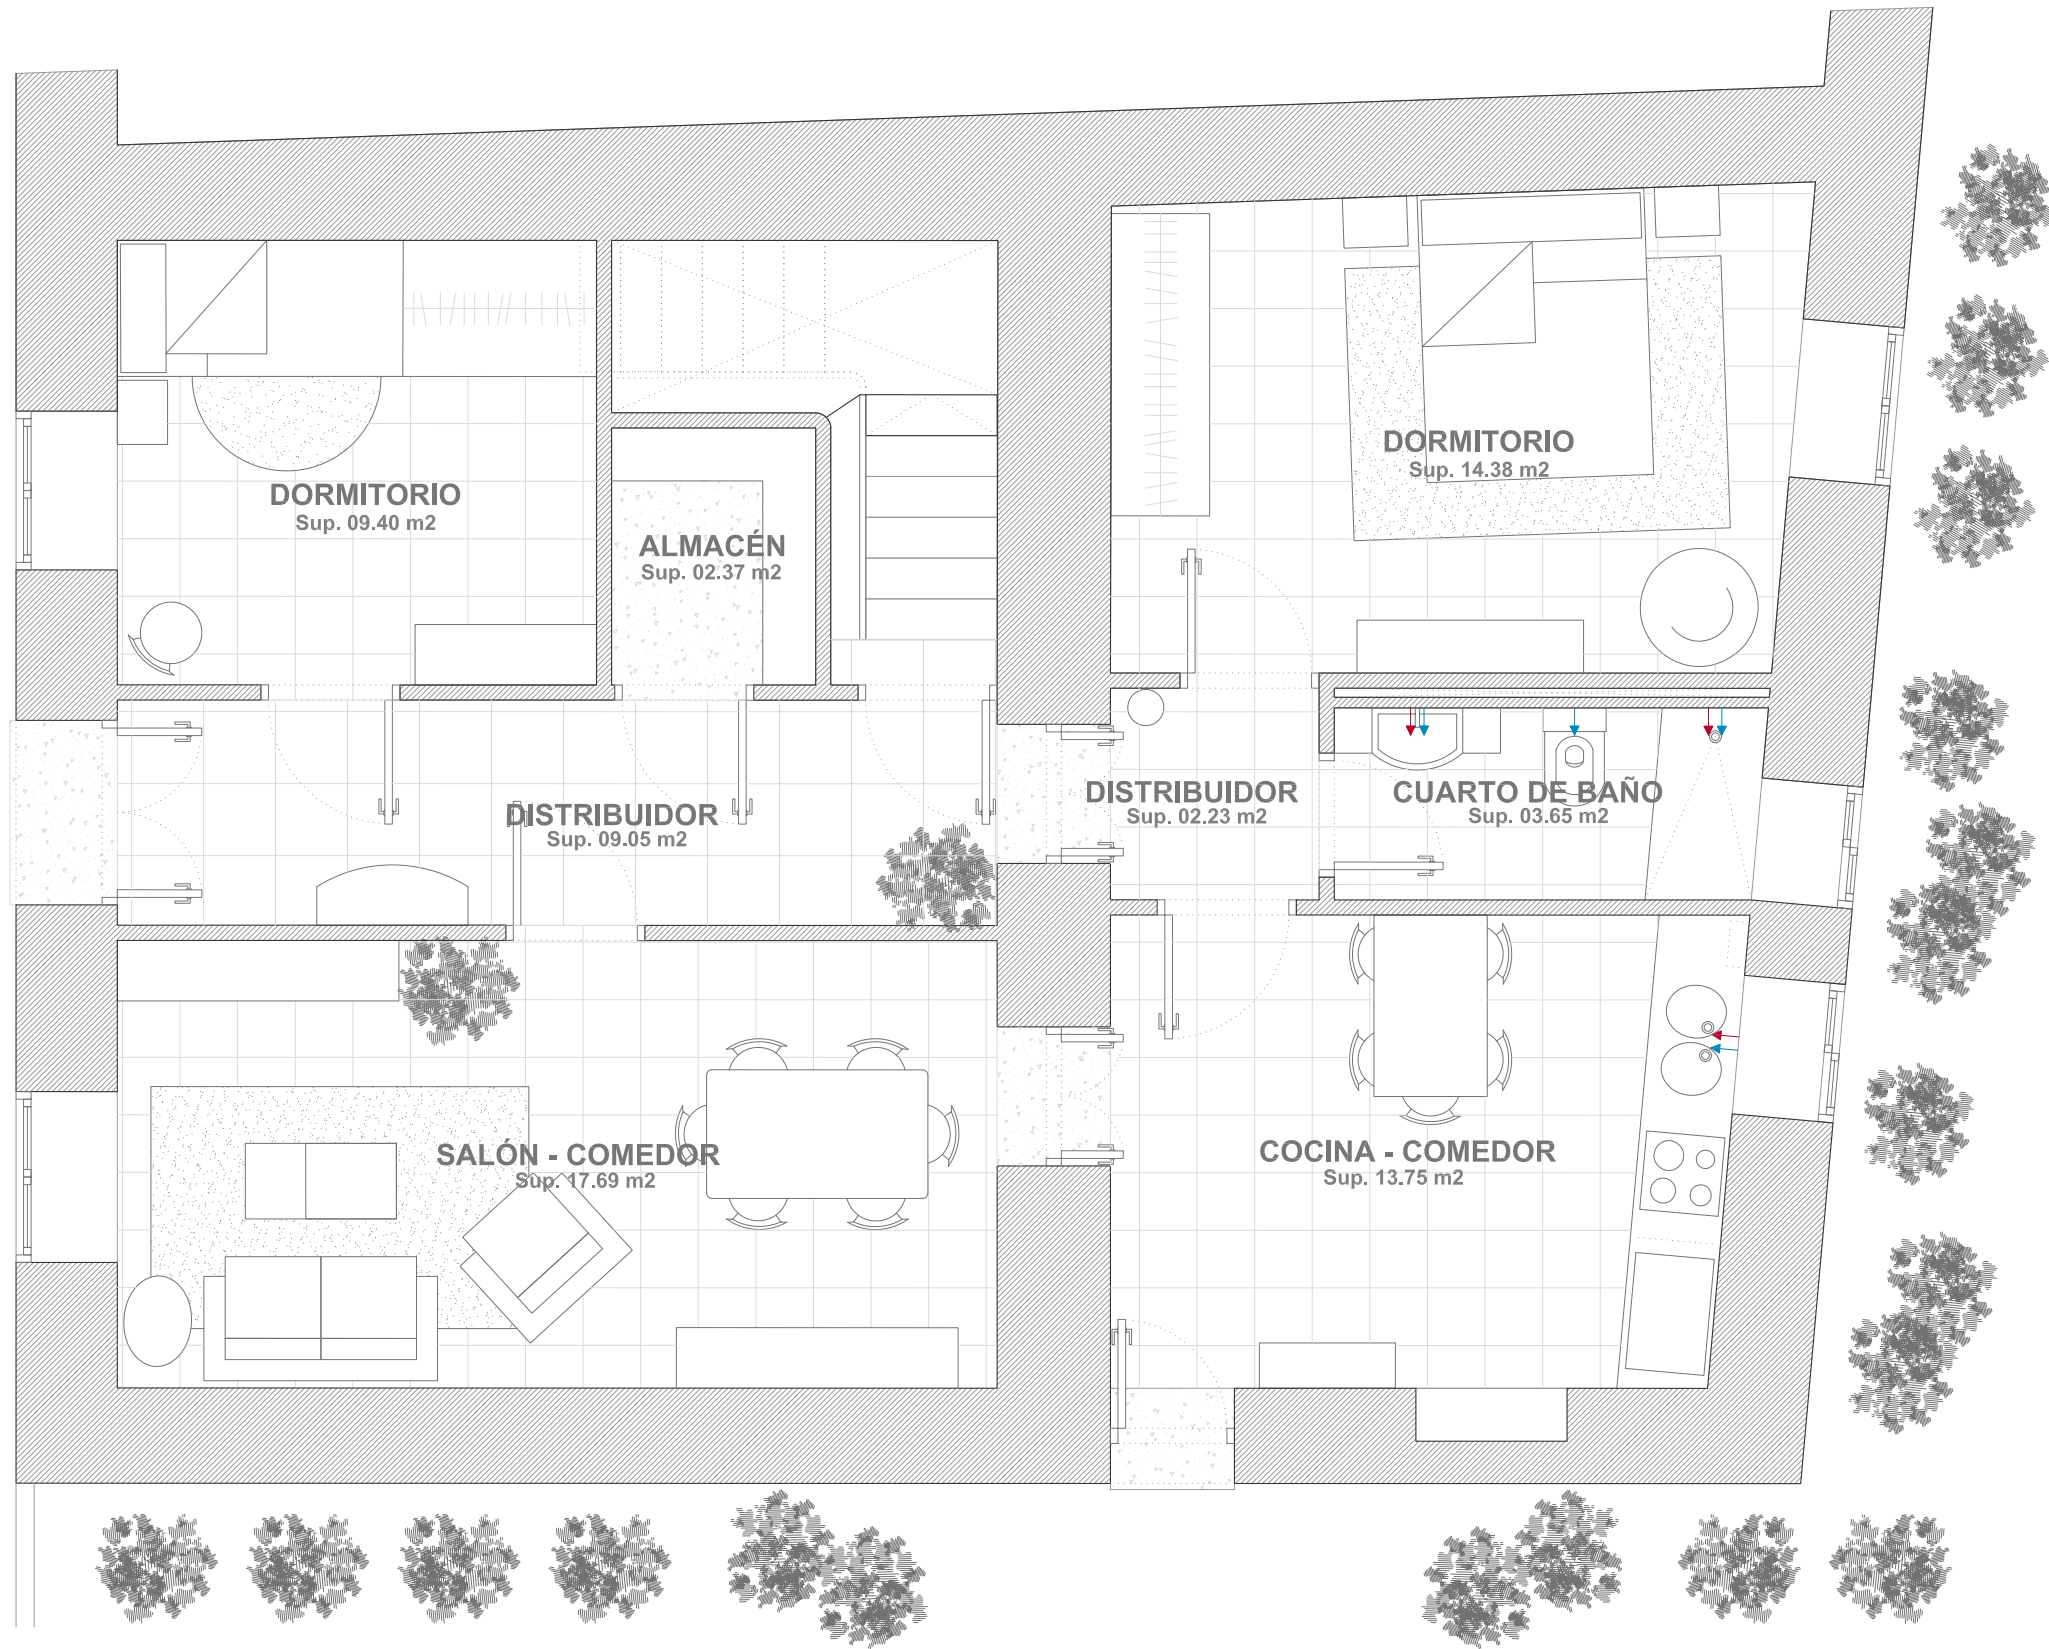 DORMITORIO
Sup. 14.38 m2
DORMITORIO
Sup. 09.40 m2
ALMACÉN
Sup. 02.37 m2
DISTRIBUIDOR
Sup. 09.05 m2
DISTRIBUIDOR
Sup. 02.23 m2
CUARTO DE BAÑO
Sup. 03.65 m2
SALÓN - COMEDOR
Sup. 17.69 m2
COCINA - COMEDOR
Sup. 13.75 m2